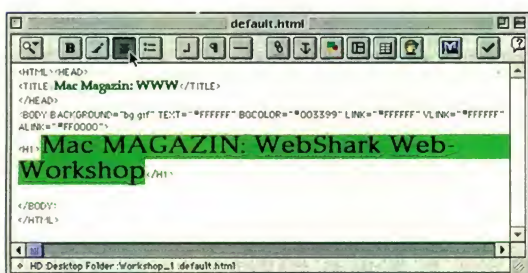 default.html
<HTML><HEAD>
<TITLE>Mac Magazin: WWW</TITLE>
</HEAD>
<BODY BACKGROUND="bg.gif" TEXT="#FFFFFF" BGCOLOR="#003399" LINK="#FFFFFF" VLINK="#FFFFFF"
ALINK="#FF0000">
<H1>Mac MAGAZIN: WebShark Web-
Workshop</H1>
</BODY>
</HTML>
HD:Desktop Folder:Workshop_1:default.html